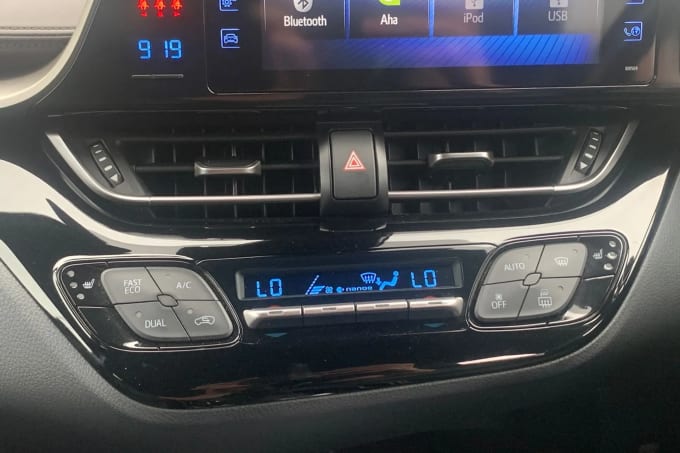 Bluetooth
Aha
iPod
USB
9 19
LO
nanoe
LO
FAST
ECO
A/C
DUAL
AUTO
OFF